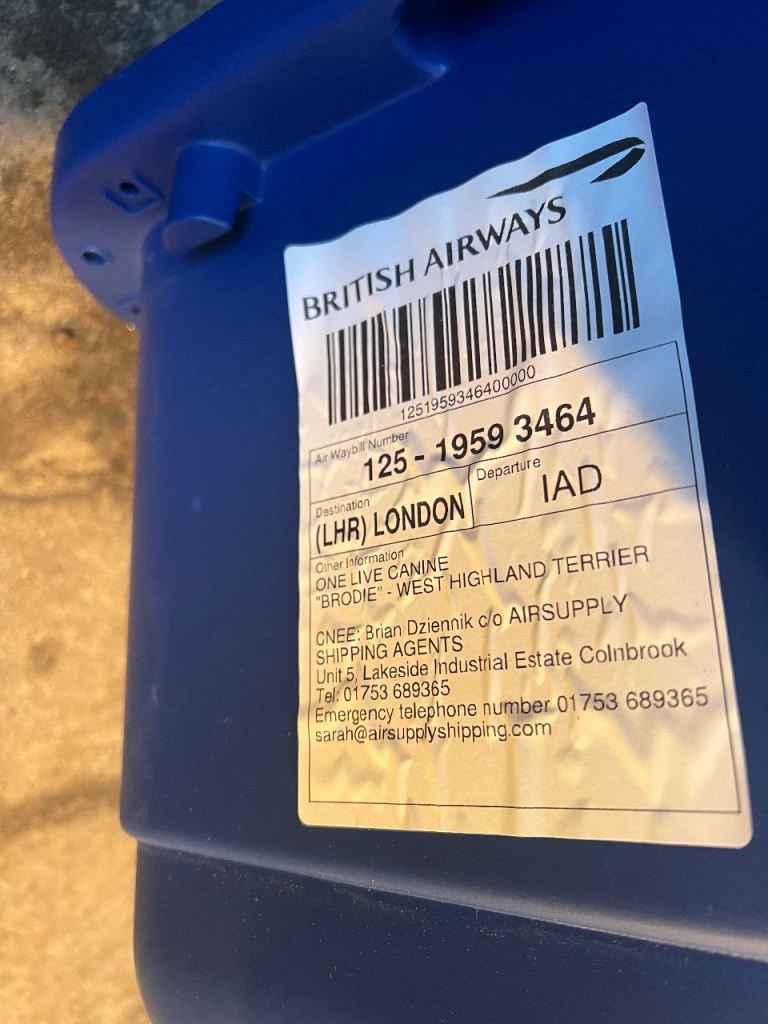 BRITISH AIRWAYS
1251959346400000
Air Waybill Number
125 - 1959 3464
Destination
(LHR) LONDON
Departure
IAD
Other Information
ONE LIVE CANINE
"BRODIE" - WEST HIGHLAND TERRIER
CNEE: Brian Dziennik c/o AIRSUPPLY
SHIPPING AGENTS
Unit 5, Lakeside Industrial Estate Colnbrook
Tel: 01753 689365
Emergency telephone number 01753 689365
sarah@airsupplyshipping.com